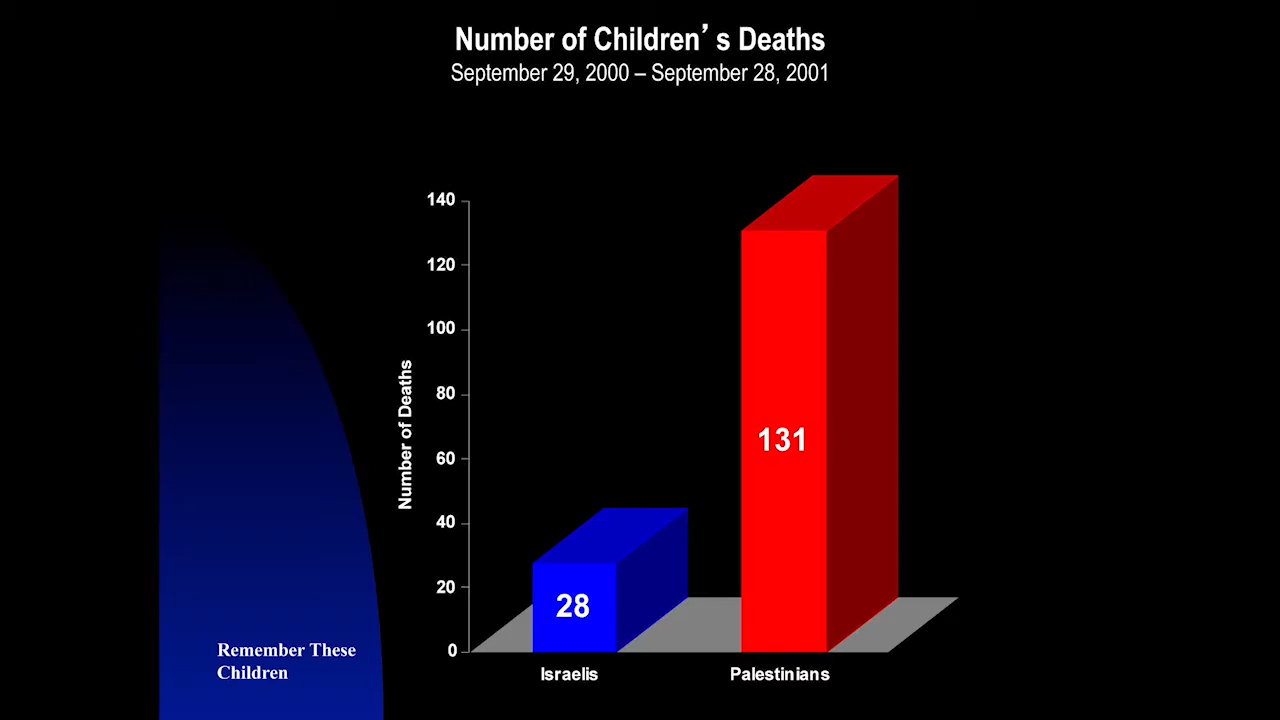 Number of Children’s Deaths
September 29, 2000 – September 28, 2001
140
120
100
80
60
40
20
0
Number of Deaths
131
28
Israelis
Palestinians
Remember These
Children